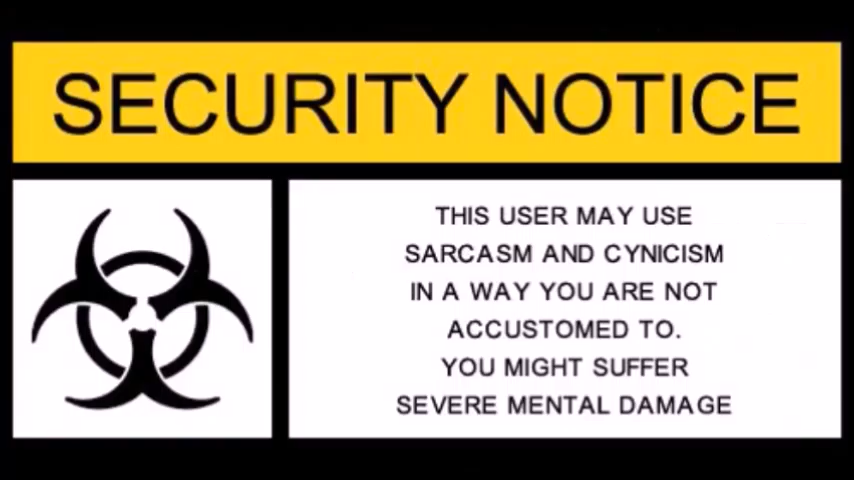 SECURITY NOTICE
THIS USER MAY USE
SARCASM AND CYNICISM
IN A WAY YOU ARE NOT
ACCUSTOMED TO.
YOU MIGHT SUFFER
SEVERE MENTAL DAMAGE